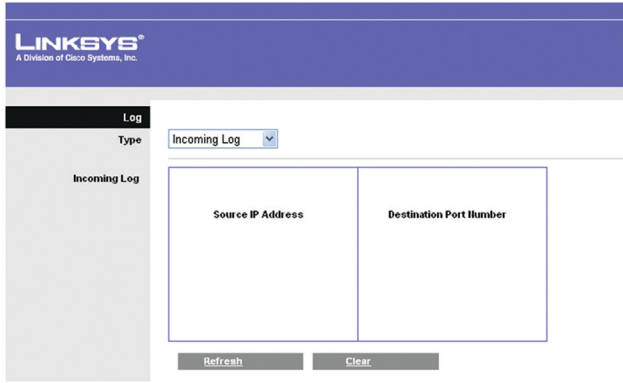 LINKSYS®
A Division of Cisco Systems, Inc.
Log
Type
Incoming Log
Incoming Log
Source IP Address
Destination Port Number
Refresh
Clear